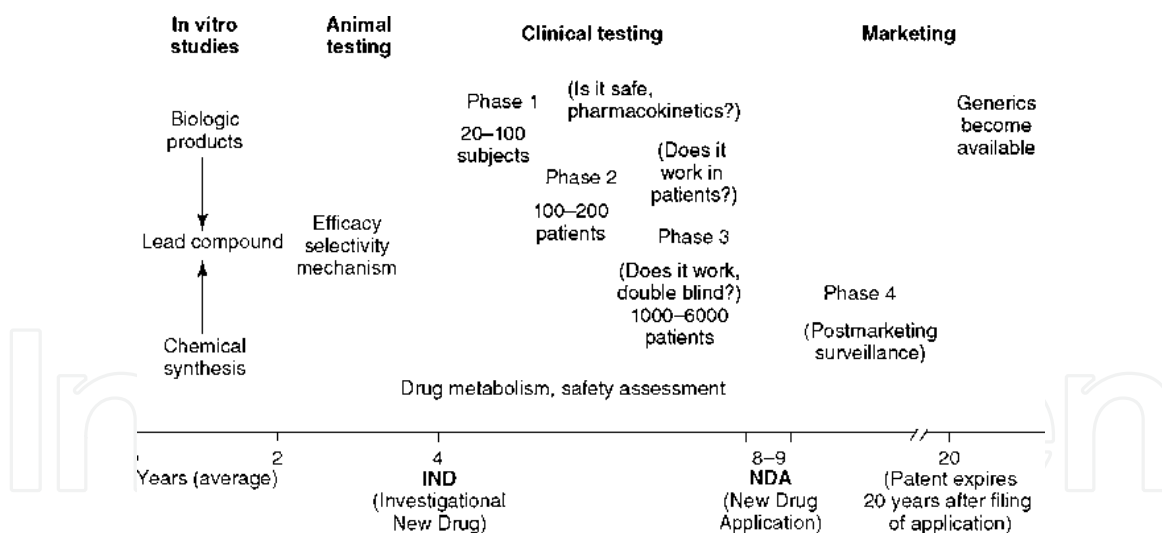 In vitro
studies
Animal
testing
Clinical testing
Marketing
Biologic
products
Lead compound
Chemical
synthesis
Efficacy
selectivity
mechanism
Phase 1
20–100
subjects
(Is it safe,
pharmacokinetics?)
Phase 2
100–200
patients
(Does it
work in
patients?)
Phase 3
(Does it work,
double blind?)
1000–6000
patients
Phase 4
(Postmarketing
surveillance)
Generics
become
available
Drug metabolism, safety assessment
Years (average)
2
4
IND
(Investigational
New Drug)
8–9
NDA
(New Drug
Application)
20
(Patent expires
20 years after filing
of application)